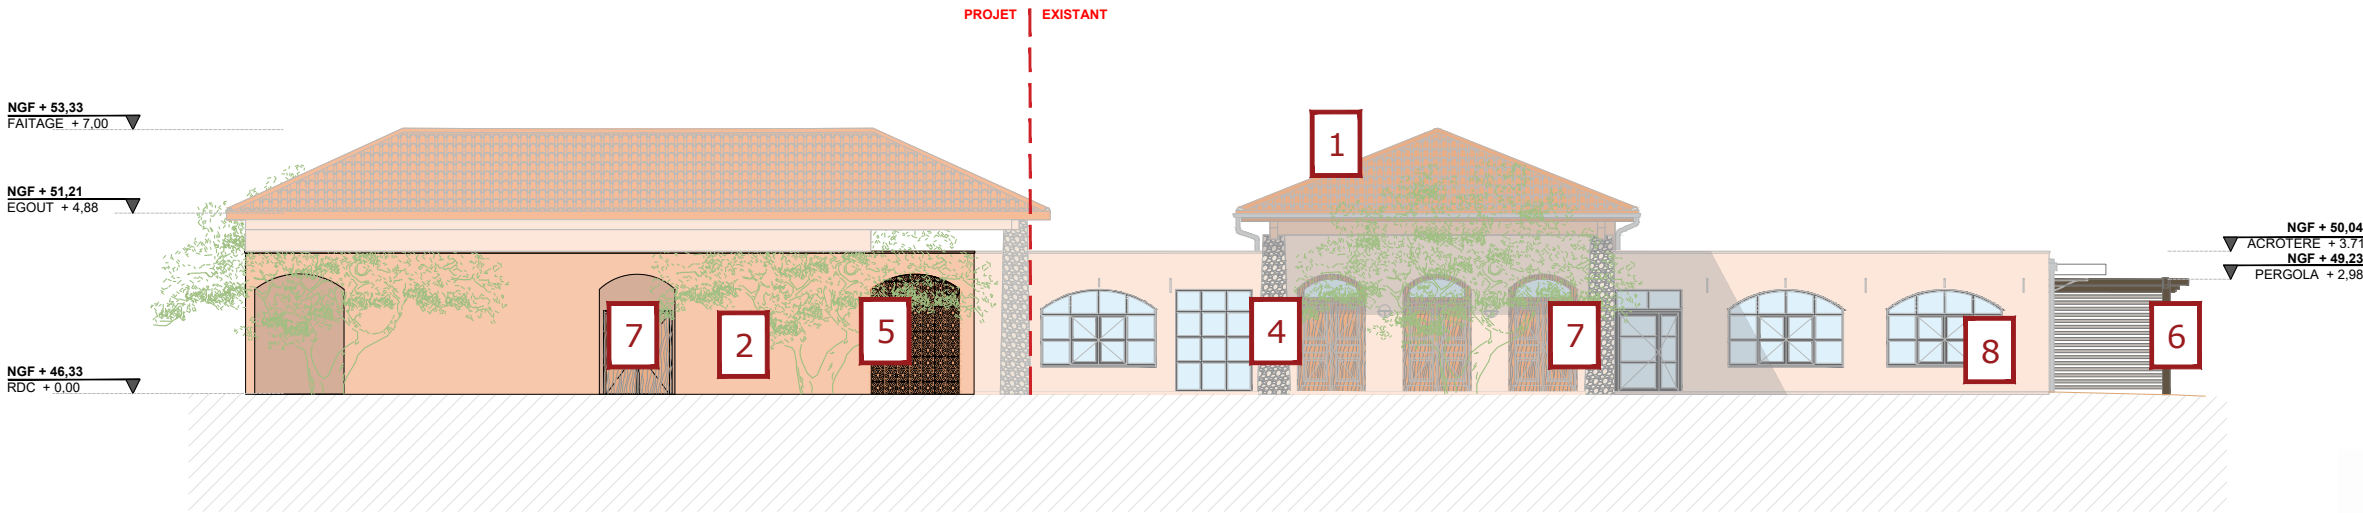 PROJET EXISTANT
NGF + 53,33
FAITAGE + 7,00
1
NGF + 51,21
EGOUT + 4,88
NGF + 50,04
ACROTERE + 3.71
NGF + 49,23
PERGOLA + 2,98
7
2
5
4
7
8
6
NGF + 46,33
RDC + 0,00